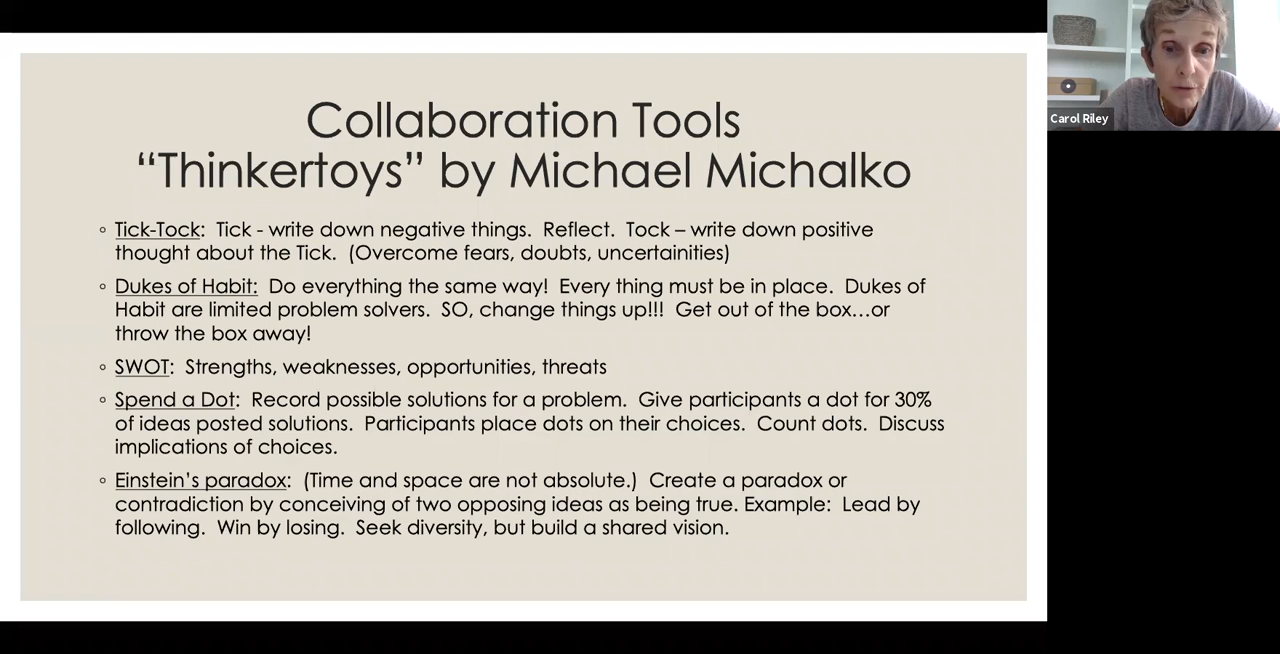 Collaboration Tools
“Thinkertoys” by Michael Michalko
◦ Tick-Tock:  Tick - write down negative things.  Reflect.  Tock – write down positive
thought about the Tick.  (Overcome fears, doubts, uncertainities)
◦ Dukes of Habit:  Do everything the same way!  Every thing must be in place.  Dukes of
Habit are limited problem solvers.  SO, change things up!!!  Get out of the box…or
throw the box away!
◦ SWOT:  Strengths, weaknesses, opportunities, threats
◦ Spend a Dot:  Record possible solutions for a problem.  Give participants a dot for 30%
of ideas posted solutions.  Participants place dots on their choices.  Count dots.  Discuss
implications of choices.
◦ Einstein’s paradox:  (Time and space are not absolute.)  Create a paradox or
contradiction by conceiving of two opposing ideas as being true. Example:  Lead by
following.  Win by losing.  Seek diversity, but build a shared vision.
Carol Riley